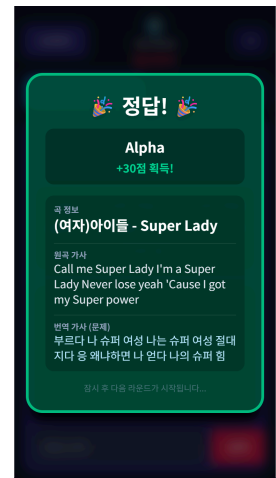 🎉 정답! 🎉
Alpha
+30점 획득!
곡 정보
(여자)아이들 - Super Lady
원곡 가사
Call me Super Lady I'm a Super
Lady Never lose yeah 'Cause I got
my Super power
번역 가사 (문제)
부르다 나 슈퍼 여성 나는 슈퍼 여성 절대
지다 응 왜냐하면 나 얻다 나의 슈퍼 힘
잠시 후 다음 라운드가 시작됩니다...